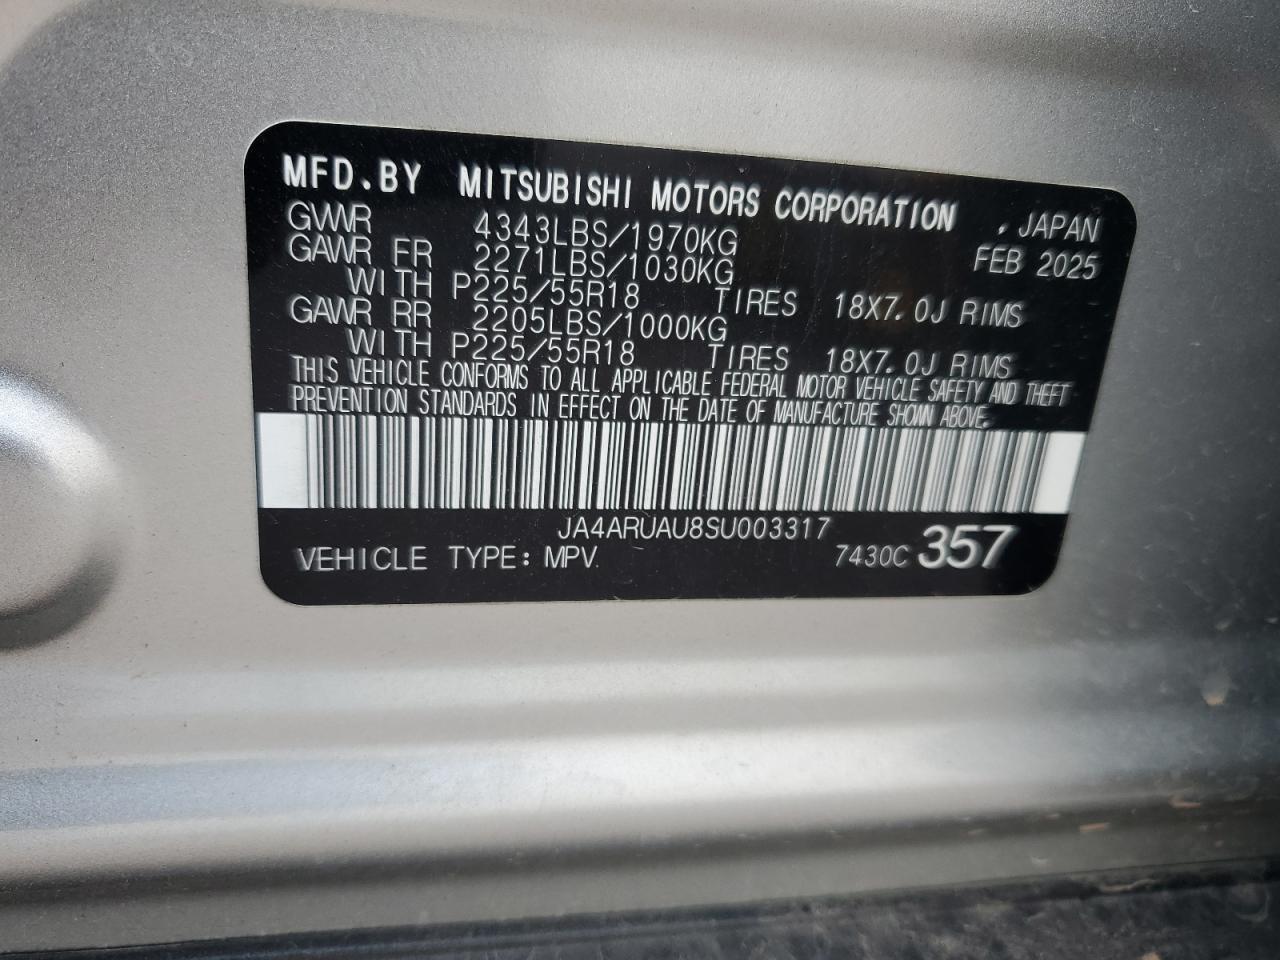 MFD.BY MITSUBISHI MOTORS CORPORATION , JAPAN
GVWR 4343LBS/1970KG FEB 2025
GAWR FR 2271LBS/1030KG
WITH P225/55R18 TIRES 18X7.0J RIMS
GAWR RR 2205LBS/1000KG
WITH P225/55R18 TIRES 18X7.0J RIMS
THIS VEHICLE CONFORMS TO ALL APPLICABLE FEDERAL MOTOR VEHICLE SAFETY AND THEFT
PREVENTION STANDARDS IN EFFECT ON THE DATE OF MANUFACTURE SHOWN ABOVE.
JA4ARUAU8SU003317
VEHICLE TYPE: MPV 7430C 357